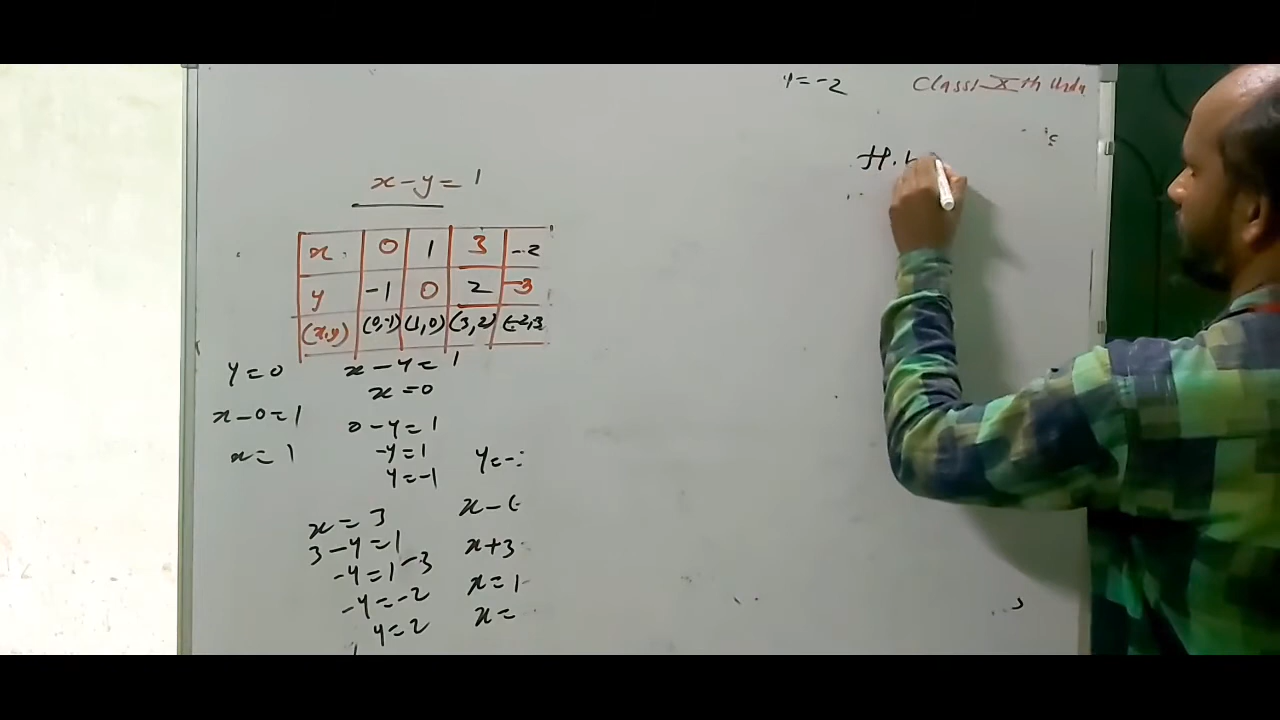 y=-2
Class Xth Urdu
H.
x-y=1
x 0 1 3 -2
y -1 0 2 -3
(x,y) (0,-1) (1,0) (3,2) (-2,-3
y=0
x-0=1
x=1
x-y=1
x=0
0-y=1
-y=1
y=-1
x=3
3-y=1
-y=1-3
-y=-2
y=2
y=-
x-(
x+3
x=1-
x=